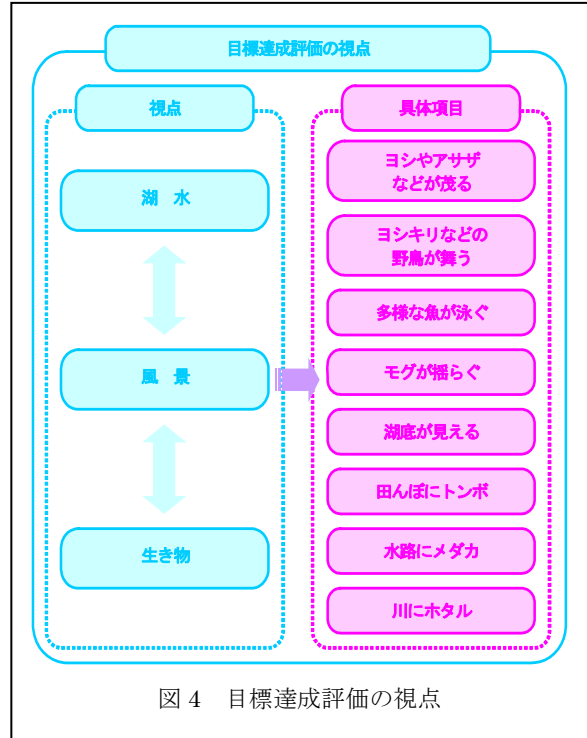 目標達成評価の視点
視点
湖 水
風 景
生き物
具体項目
ヨシやアサザ
などが茂る
ヨシキリなどの
野鳥が舞う
多様な魚が泳ぐ
モグが揺らぐ
湖底が見える
田んぼにトンボ
水路にメダカ
川にホタル
図 4 目標達成評価の視点